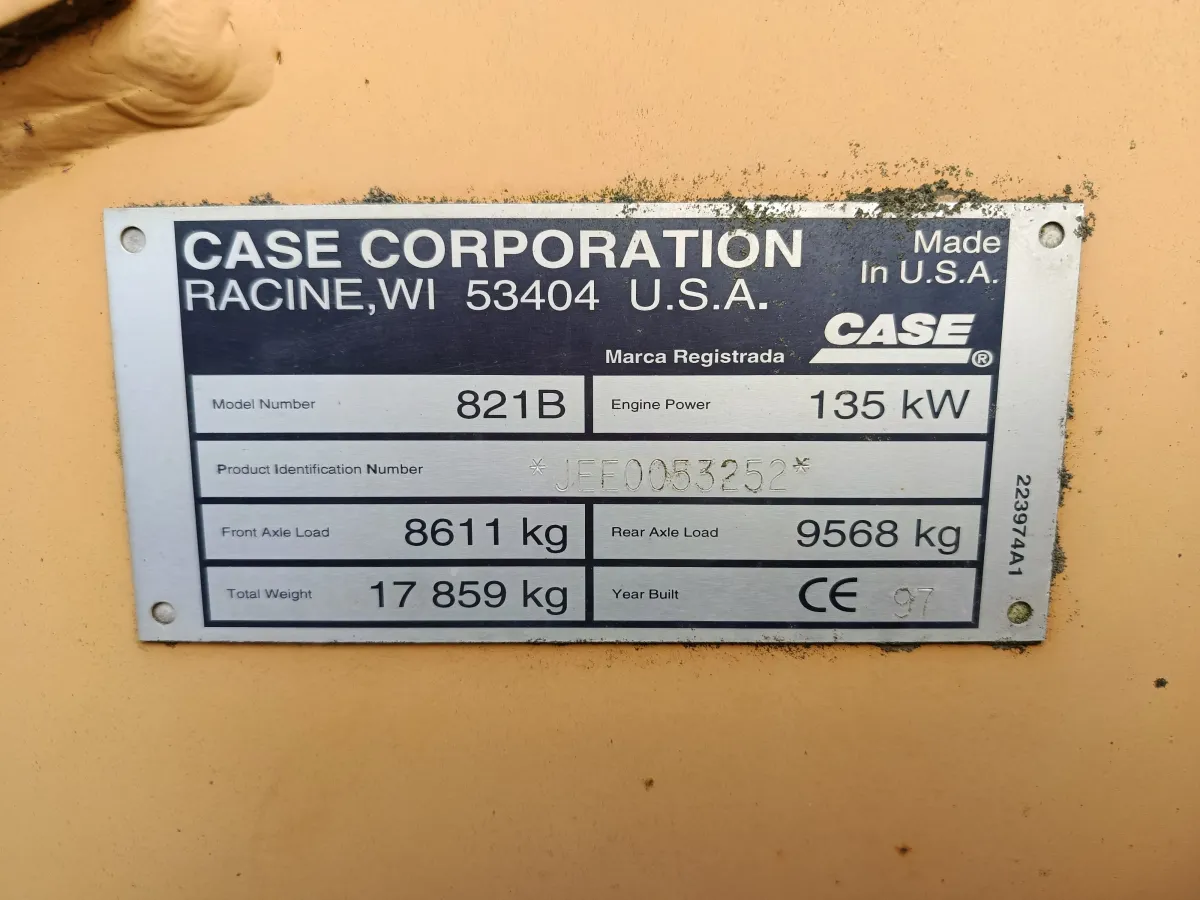 CASE CORPORATION
RACINE, WI 53404 U.S.A.
Made
In U.S.A.
Marca Registrada
CASE®
Model Number 821B
Engine Power 135 kW
Product Identification Number *JEE0053252*
Front Axle Load 8611 kg
Rear Axle Load 9568 kg
Total Weight 17 859 kg
Year Built CE 97
223974A1